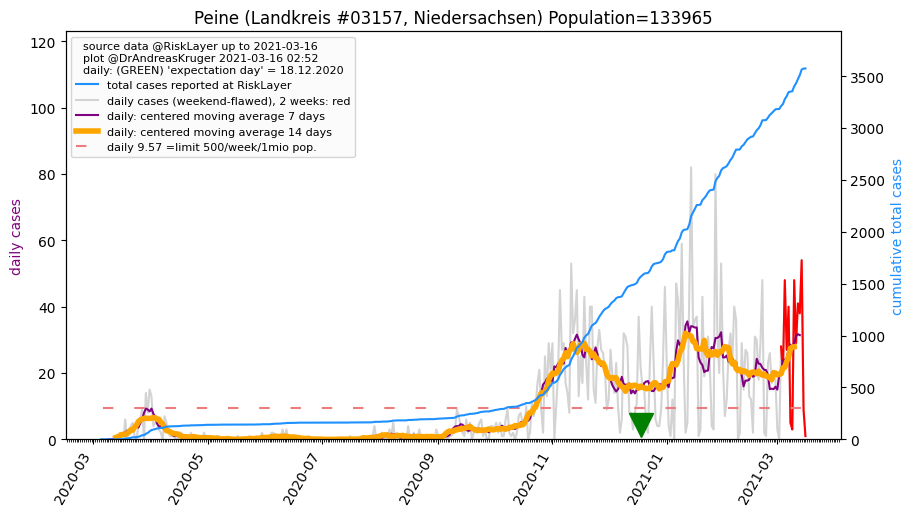 Peine (Landkreis #03157, Niedersachsen) Population=133965
source data @RiskLayer up to 2021-03-16
plot @DrAndreasKruger 2021-03-16 02:52
daily: (GREEN) 'expectation day' = 18.12.2020
total cases reported at RiskLayer
daily cases (weekend-flawed), 2 weeks: red
daily: centered moving average 7 days
daily: centered moving average 14 days
daily 9.57 =limit 500/week/1mio pop.
daily cases
120
100
80
60
40
20
0
cumulative total cases
3500
3000
2500
2000
1500
1000
500
0
2020-03
2020-05
2020-07
2020-09
2020-11
2021-01
2021-03